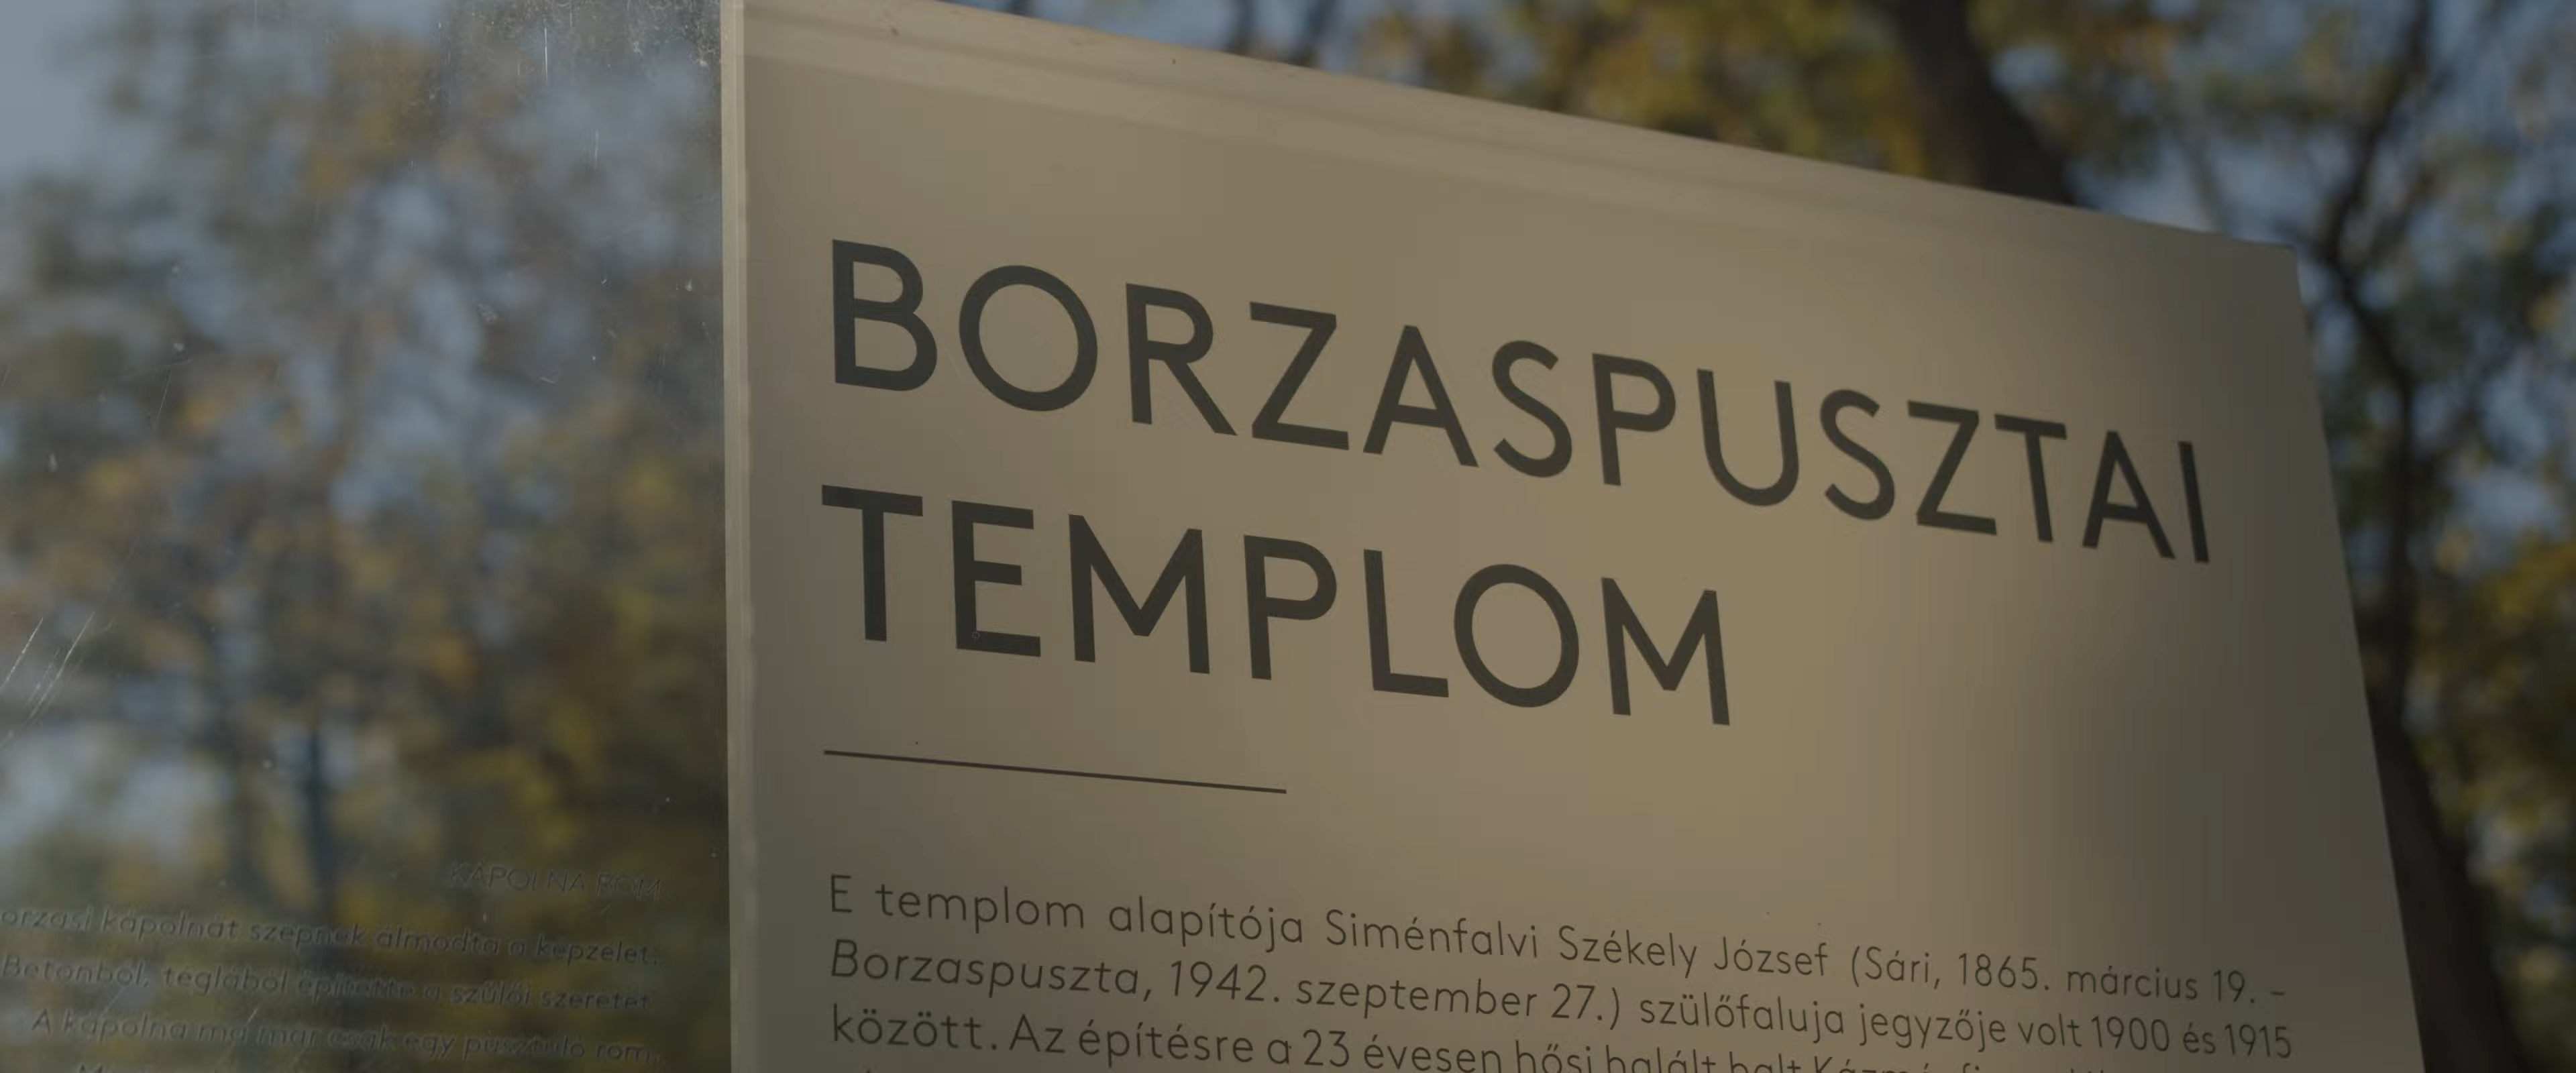 BORZASPUSZTAI
TEMPLOM
E templom alapítója Siménfalvi Székely József (Sári, 1865. március 19. –
Borzaspuszta, 1942. szeptember 27.) szülőfaluja jegyzője volt 1900 és 1915
között. Az építésre a 23 évesen hősi halált halt
KÁPOLNA ROM
kápolnát szépnek álmodta a képzelet.
Betonból, téglából építette a szülői szeretet.
A kápolna ma már csak egy pusztuló rom,